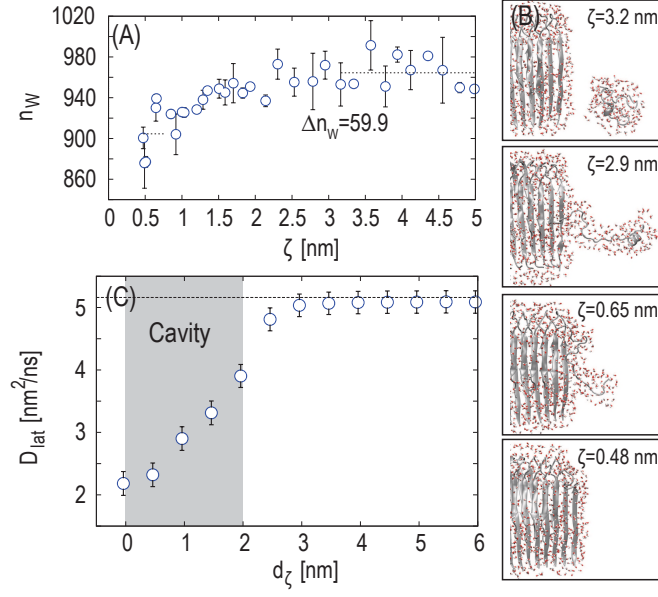 (A)
1020
980
940
900
860
n_W
Δn_W=59.9
0 0.5 1 1.5 2 2.5 3 3.5 4 4.5 5
ζ [nm]
(B)
ζ=3.2 nm
ζ=2.9 nm
ζ=0.65 nm
ζ=0.48 nm
(C)
Cavity
5
4
3
2
D_lat [nm²/ns]
0 1 2 3 4 5 6
d_ζ [nm]